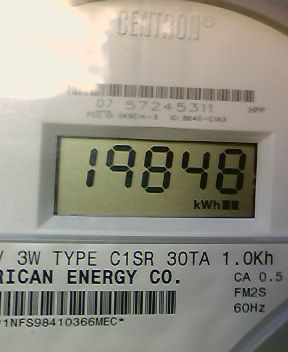 CENTRON®
07 57245311 HPP
19848
kWh
V 3W TYPE C1SR 30TA 1.0Kh
RICAN ENERGY CO. CA 0.5
FM2S
60Hz
1NFS98410366MEC*